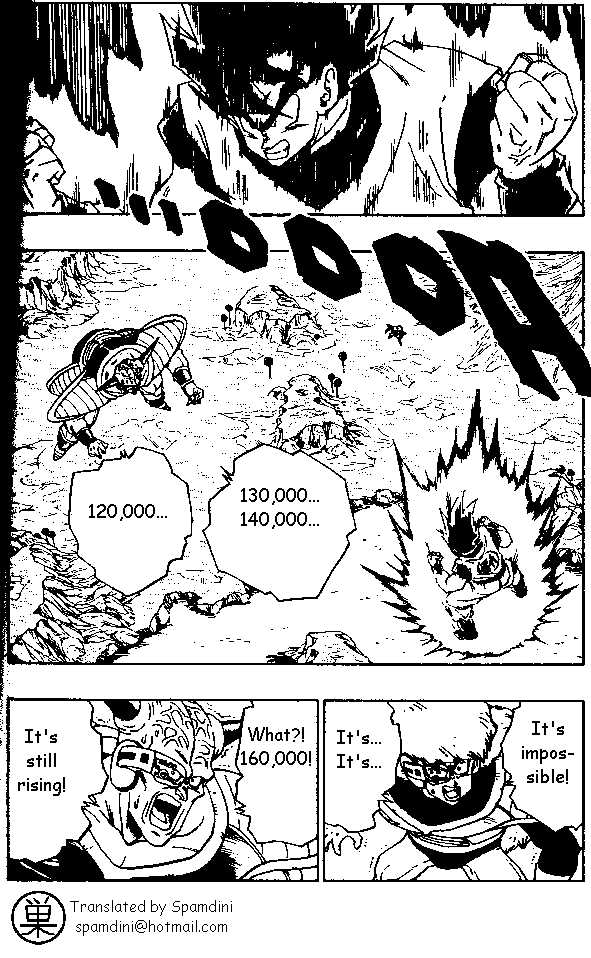 120,000...
130,000...
140,000...
It's
still
rising!
What?!
160,000!
It's...
It's...
It's
impos-
sible!
巣
Translated by Spamdini
spamdini@hotmail.com